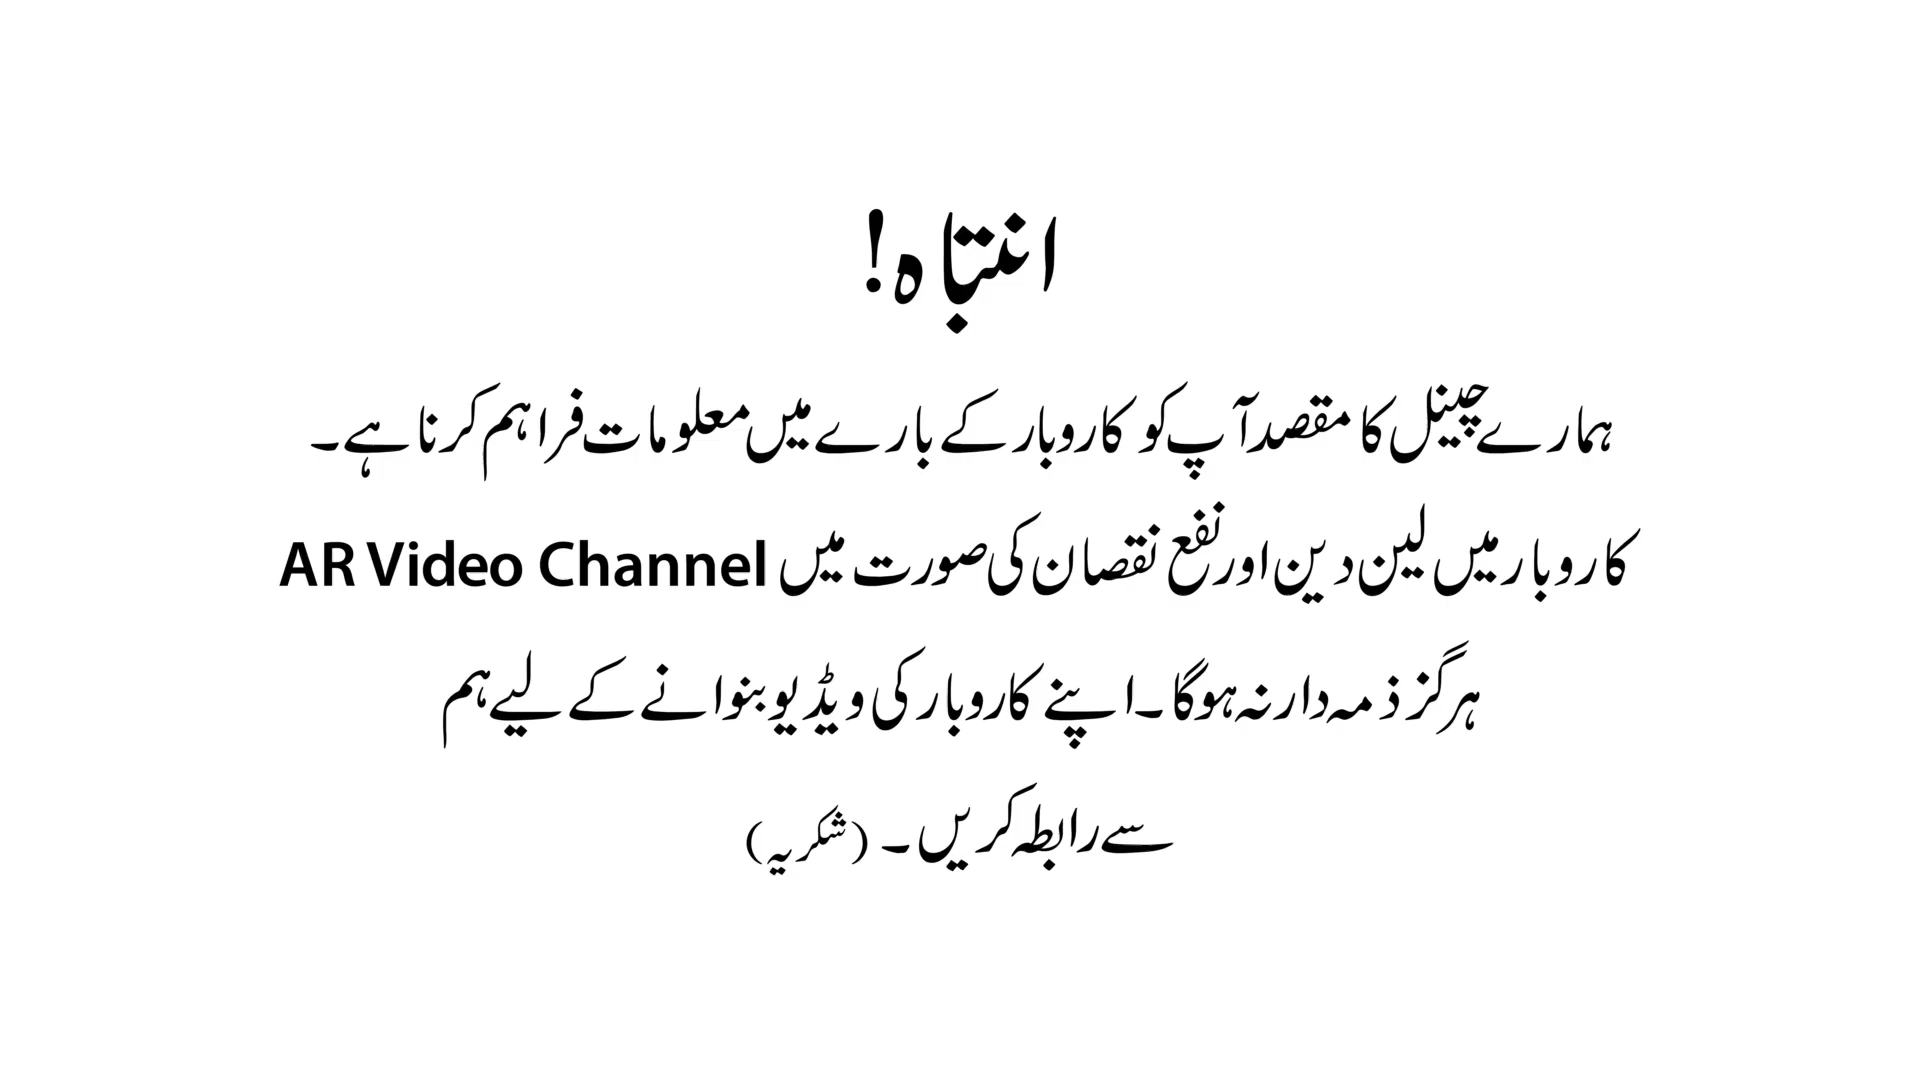 انتباہ!
ہمارے چینل کا مقصد آپ کو کاروبار کے بارے میں معلومات فراہم کرنا ہے۔
کاروبار میں لین دین اور نفع نقصان کی صورت میں AR Video Channel
ہرگز ذمہ دار نہ ہوگا۔ اپنے کاروبار کی ویڈیو بنوانے کے لیے ہم
سے رابطہ کریں۔ (شکریہ)